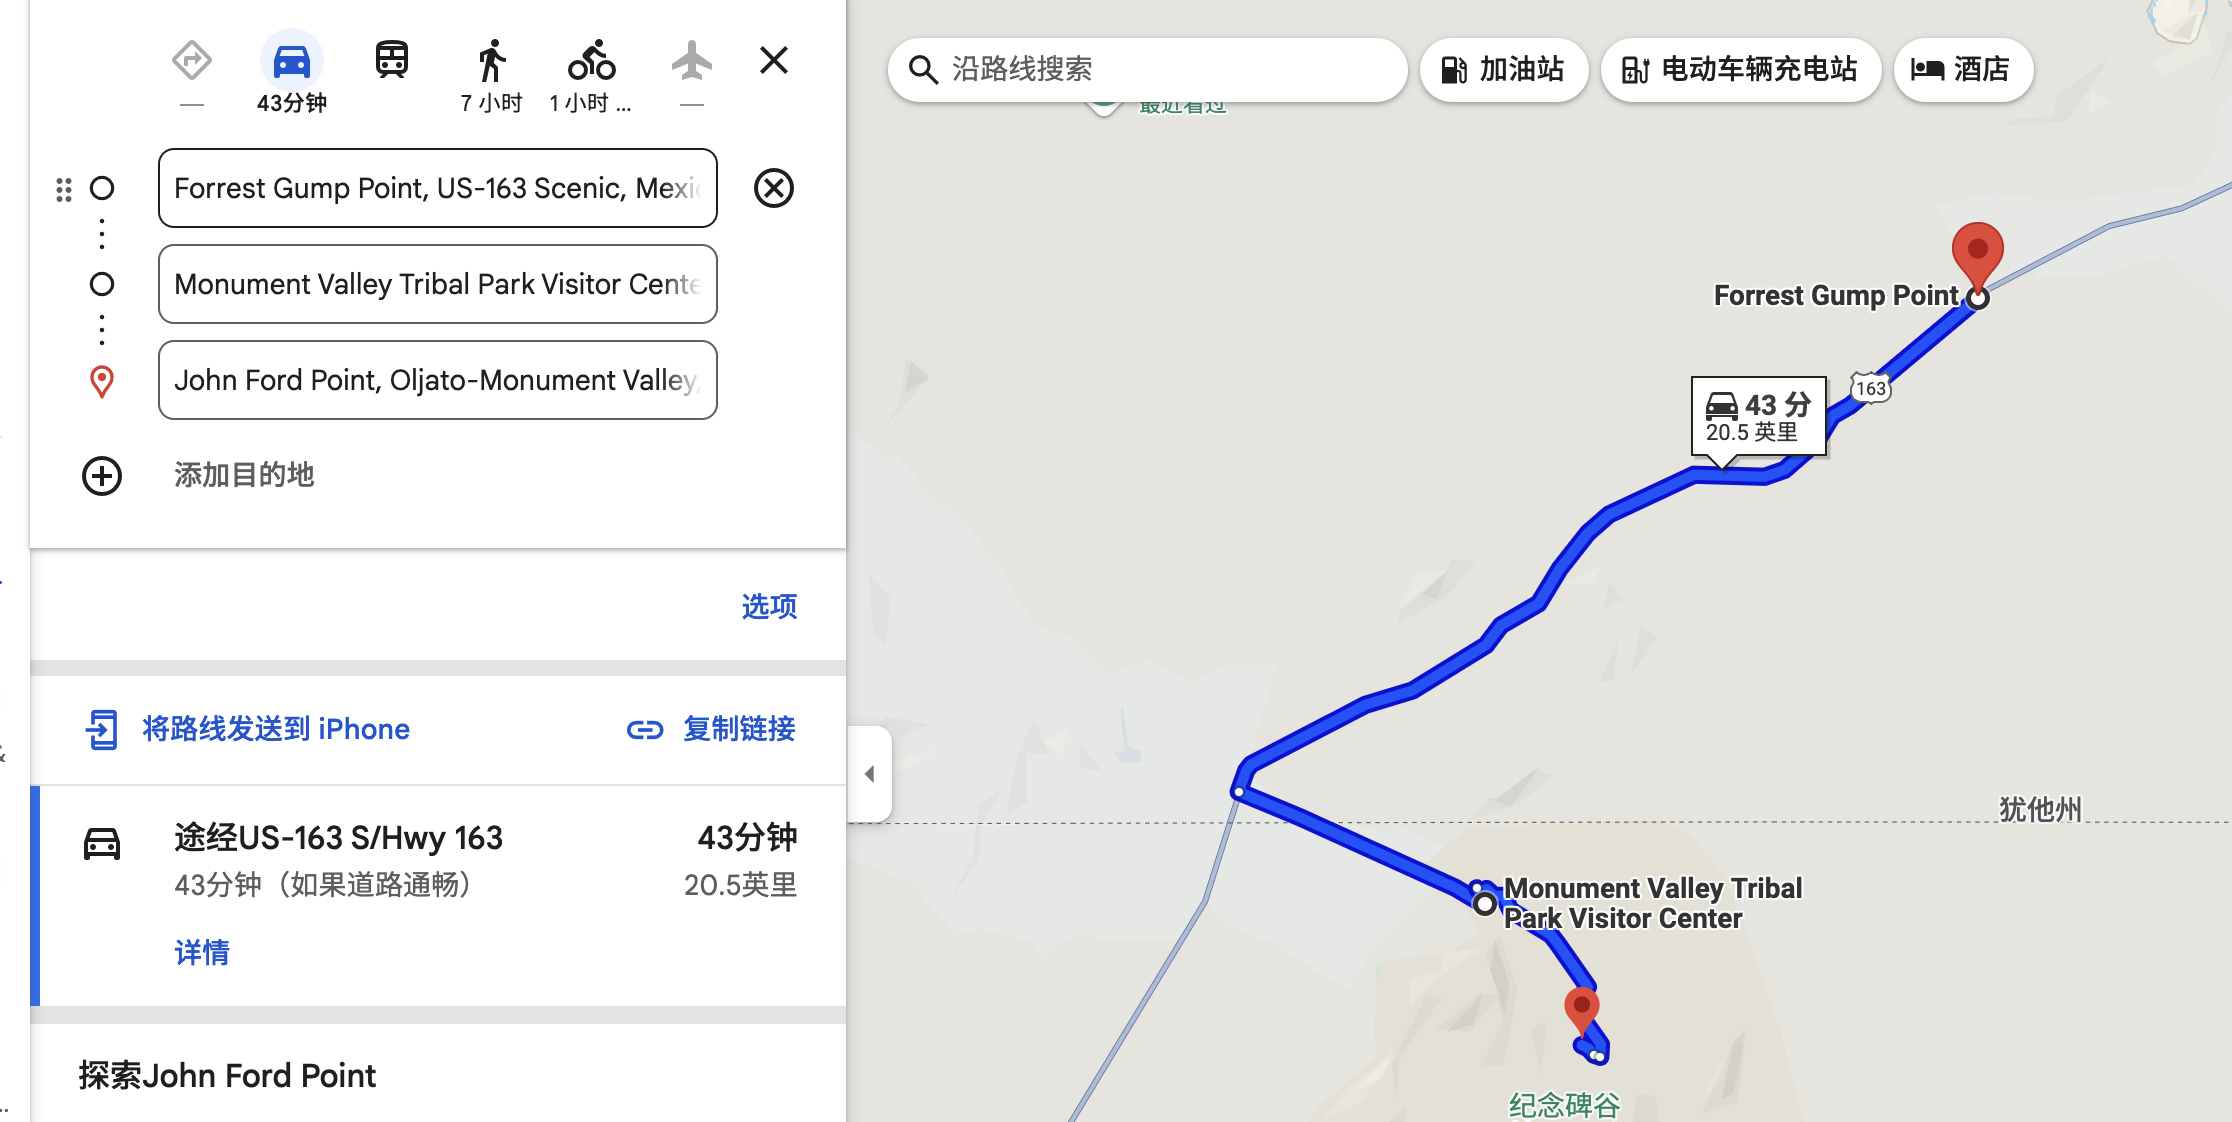 43分钟
7 小时
1 小时 ...
Forrest Gump Point, US-163 Scenic, Mexic
Monument Valley Tribal Park Visitor Cente
John Ford Point, Oljato-Monument Valley,
添加目的地
选项
将路线发送到 iPhone
复制链接
途经US-163 S/Hwy 163
43分钟
43分钟（如果道路通畅）
20.5英里
详情
探索John Ford Point
沿路线搜索
加油站
电动车辆充电站
酒店
最近看过
Forrest Gump Point
163
43 分
20.5 英里
犹他州
Monument Valley Tribal
Park Visitor Center
纪念碑谷